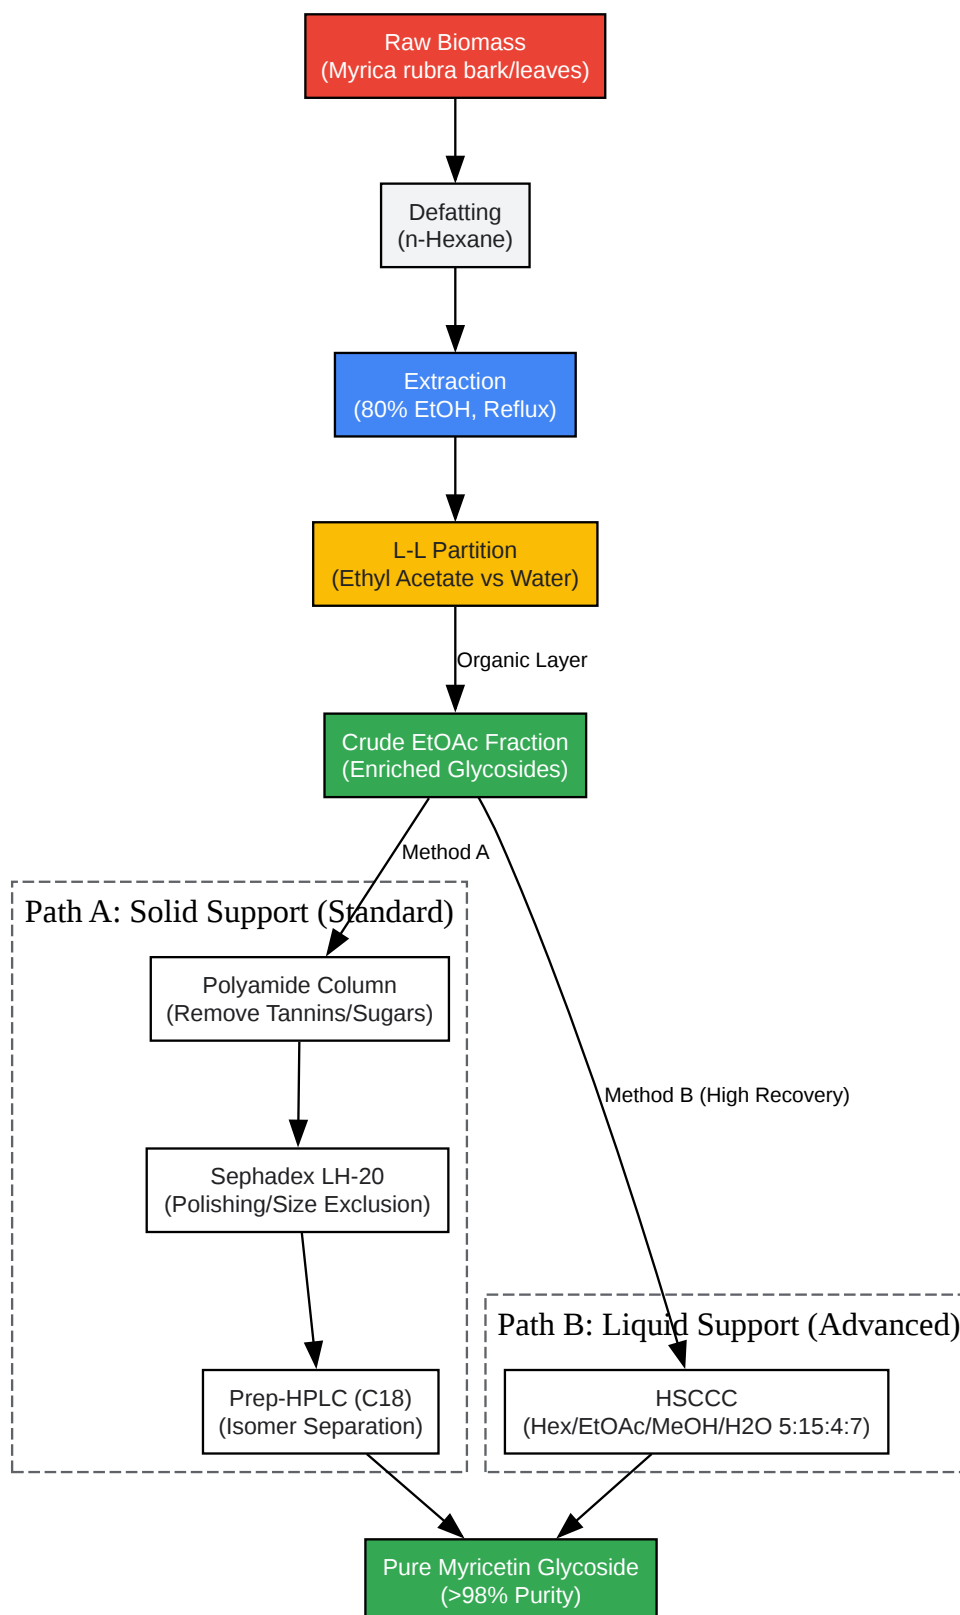 Raw Biomass
(Myrica rubra bark/leaves)
Defatting
(n-Hexane)
Extraction
(80% EtOH, Reflux)
L-L Partition
(Ethyl Acetate vs Water)
Organic Layer
Crude EtOAc Fraction
(Enriched Glycosides)
Method A
Path A: Solid Support (Standard)
Polyamide Column
(Remove Tannins/Sugars)
Sephadex LH-20
(Polishing/Size Exclusion)
Prep-HPLC (C18)
(Isomer Separation)
Method B (High Recovery)
Path B: Liquid Support (Advanced)
HSCCC
(Hex/EtOAc/MeOH/H2O 5:15:4:7)
Pure Myricetin Glycoside
(>98% Purity)